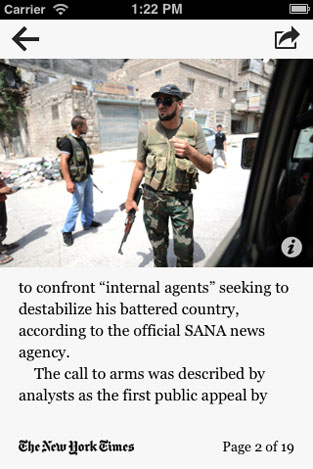 Carrier 1:22 PM
i
to confront “internal agents” seeking to
destabilize his battered country,
according to the official SANA news
agency.
The call to arms was described by
analysts as the first public appeal by
The New York Times Page 2 of 19